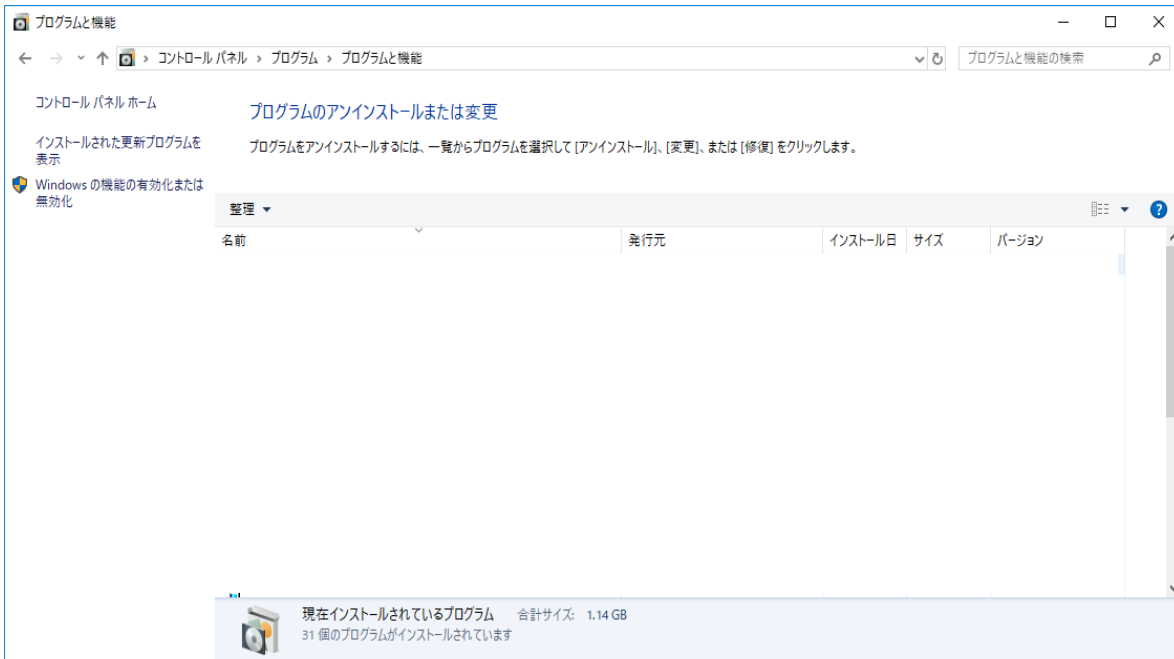 プログラムと機能
コントロール パネル › プログラム › プログラムと機能
プログラムと機能の検索
コントロール パネル ホーム
インストールされた更新プログラムを
表示
Windows の機能の有効化または
無効化
プログラムのアンインストールまたは変更
プログラムをアンインストールするには、一覧からプログラムを選択して [アンインストール]、[変更]、または [修復] をクリックします。
整理
名前 発行元 インストール日 サイズ バージョン
現在インストールされているプログラム 合計サイズ: 1.14 GB
31 個のプログラムがインストールされています